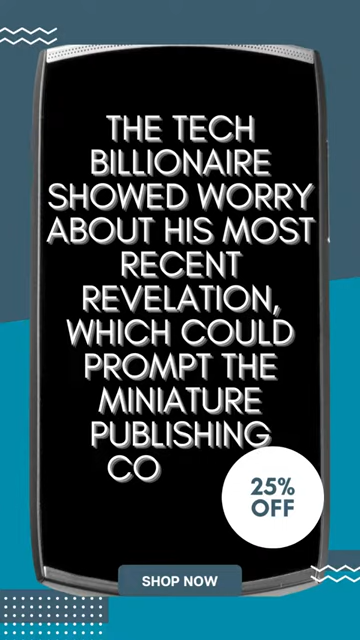 THE TECH
BILLIONAIRE
SHOWED WORRY
ABOUT HIS MOST
RECENT
REVELATION,
WHICH COULD
PROMPT THE
MINIATURE
PUBLISHING
CO
25%
OFF
SHOP NOW